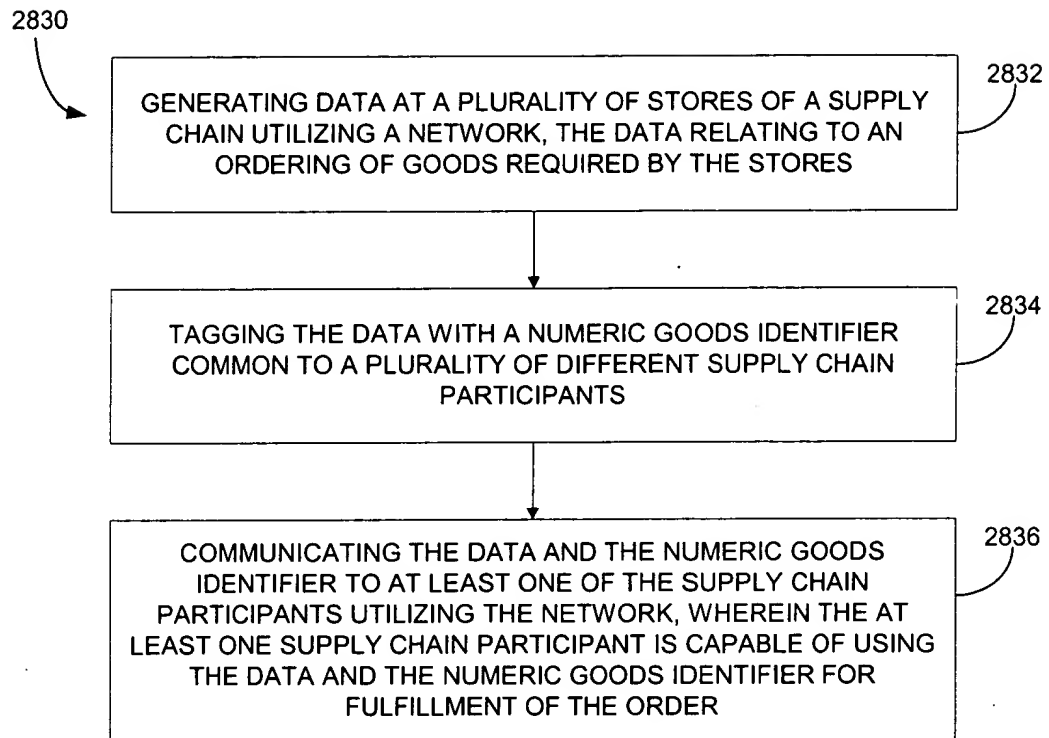 2830
2832
GENERATING DATA AT A PLURALITY OF STORES OF A SUPPLY
CHAIN UTILIZING A NETWORK, THE DATA RELATING TO AN
ORDERING OF GOODS REQUIRED BY THE STORES
2834
TAGGING THE DATA WITH A NUMERIC GOODS IDENTIFIER
COMMON TO A PLURALITY OF DIFFERENT SUPPLY CHAIN
PARTICIPANTS
2836
COMMUNICATING THE DATA AND THE NUMERIC GOODS
IDENTIFIER TO AT LEAST ONE OF THE SUPPLY CHAIN
PARTICIPANTS UTILIZING THE NETWORK, WHEREIN THE AT
LEAST ONE SUPPLY CHAIN PARTICIPANT IS CAPABLE OF USING
THE DATA AND THE NUMERIC GOODS IDENTIFIER FOR
FULFILLMENT OF THE ORDER